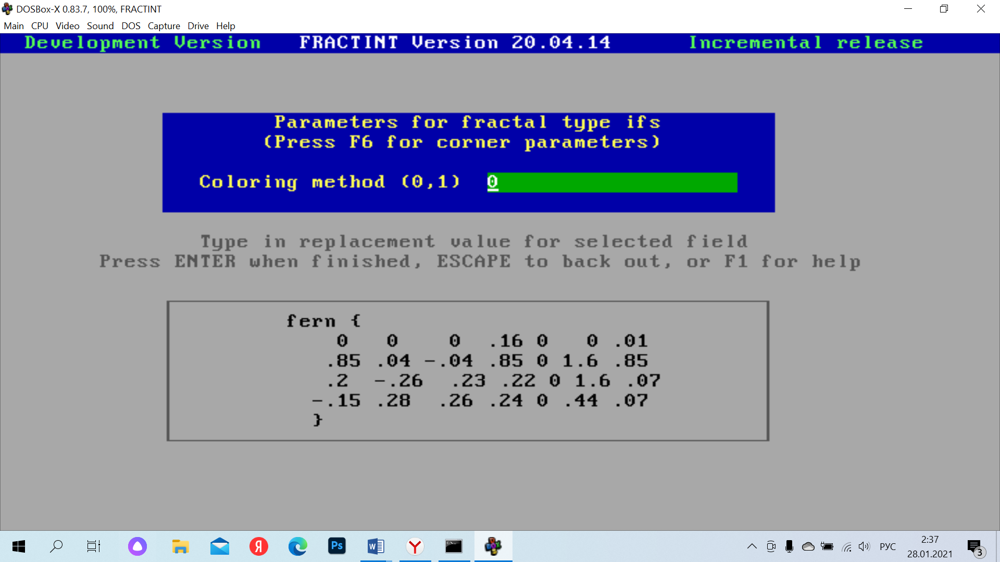 DOSBox-X 0.83.7, 100%, FRACTINT
Main CPU Video Sound DOS Capture Drive Help
Development Version FRACTINT Version 20.04.14 Incremental release
Parameters for fractal type ifs
(Press F6 for corner parameters)
Coloring method (0,1) 0
Type in replacement value for selected field
Press ENTER when finished, ESCAPE to back out, or F1 for help
fern {
0 0 0 .16 0 0 .01
.85 .04 -.04 .85 0 1.6 .85
.2 -.26 .23 .22 0 1.6 .07
-.15 .28 .26 .24 0 .44 .07
}
Я Ps W Y C:\
РУС 2:37
28.01.2021 3